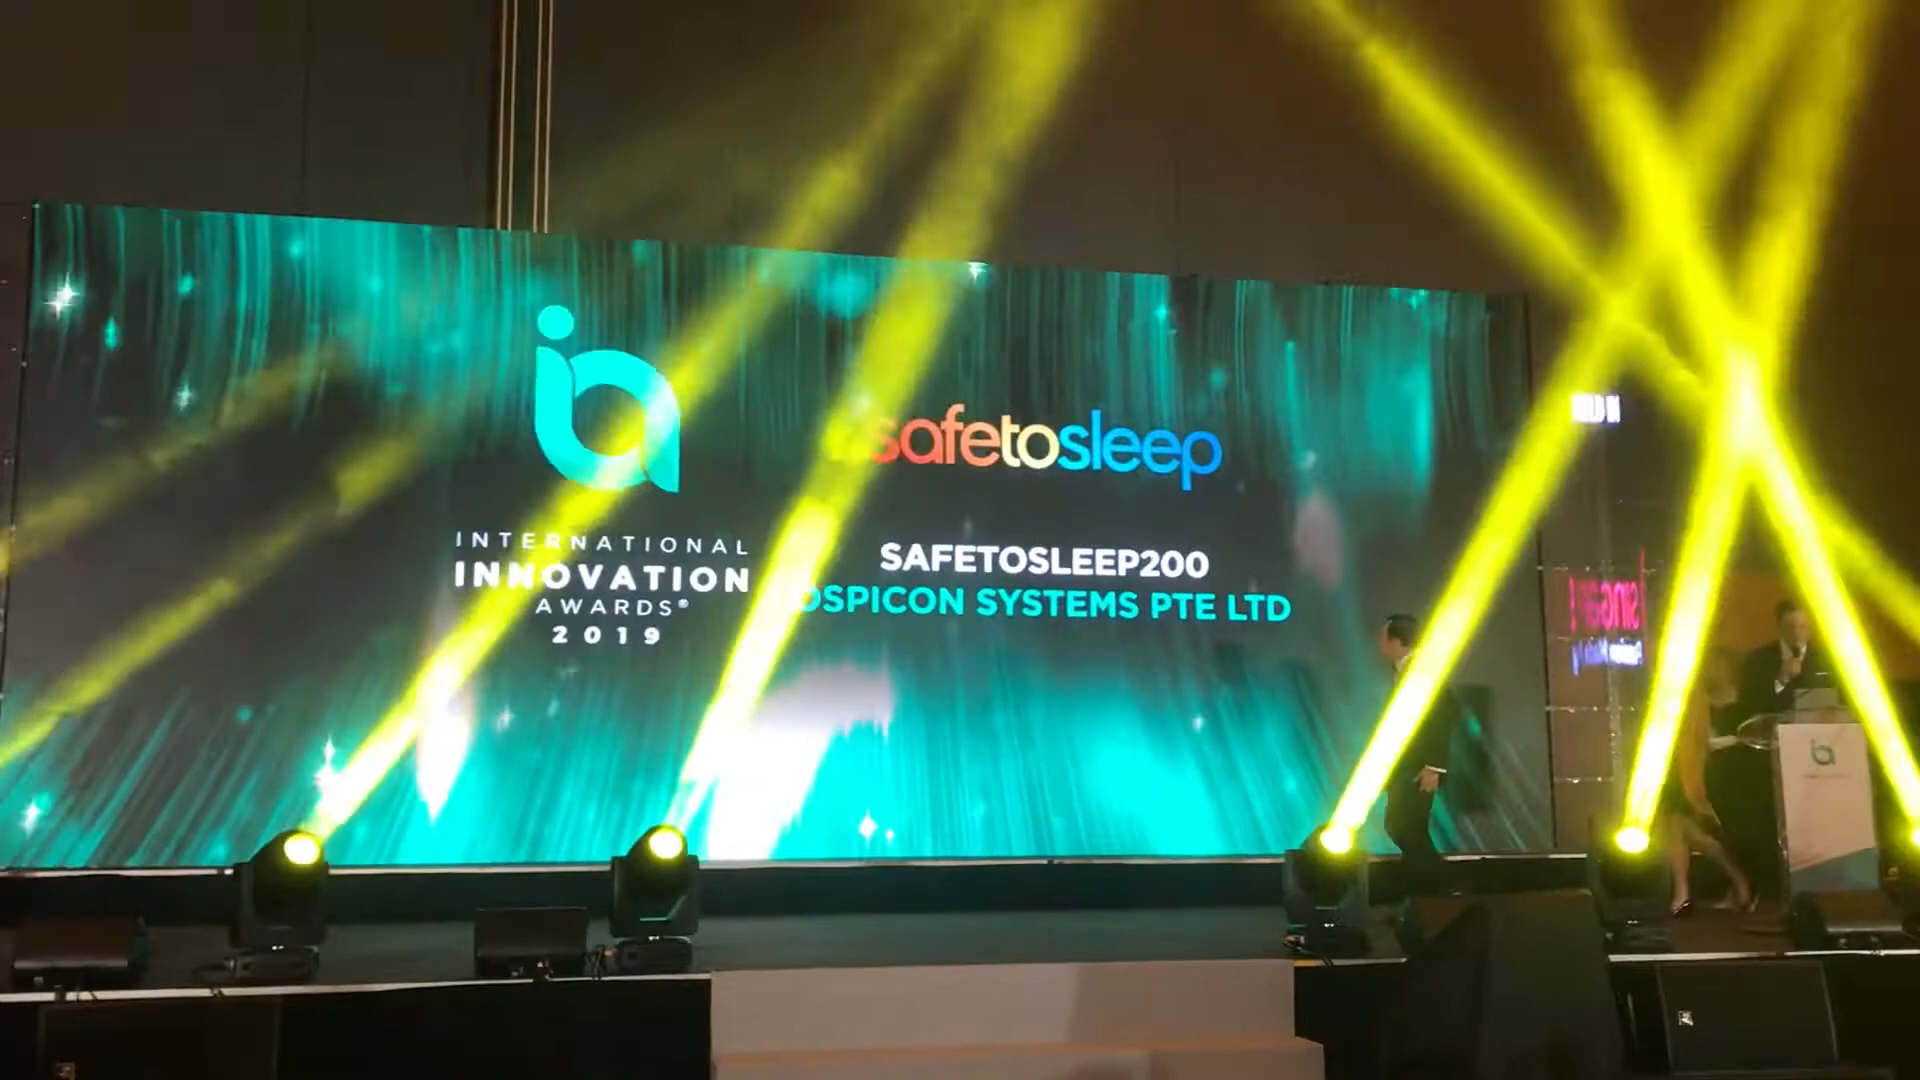 INTERNATIONAL
INNOVATION
AWARDS®
2019
safetosleep
SAFETOSLEEP200
OSPICON SYSTEMS PTE LTD